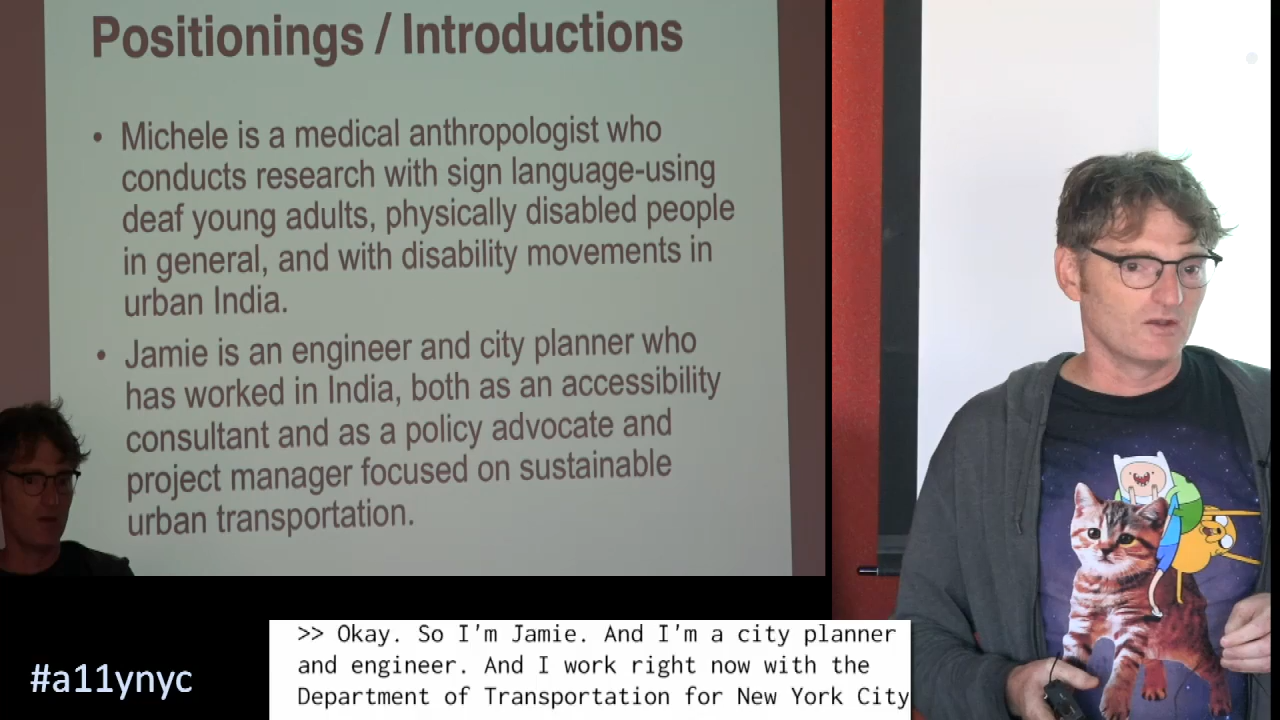 Positionings / Introductions
• Michele is a medical anthropologist who
conducts research with sign language-using
deaf young adults, physically disabled people
in general, and with disability movements in
urban India.
• Jamie is an engineer and city planner who
has worked in India, both as an accessibility
consultant and as a policy advocate and
project manager focused on sustainable
urban transportation.
#a11ynyc
>> Okay. So I'm Jamie. And I'm a city planner
and engineer. And I work right now with the
Department of Transportation for New York City